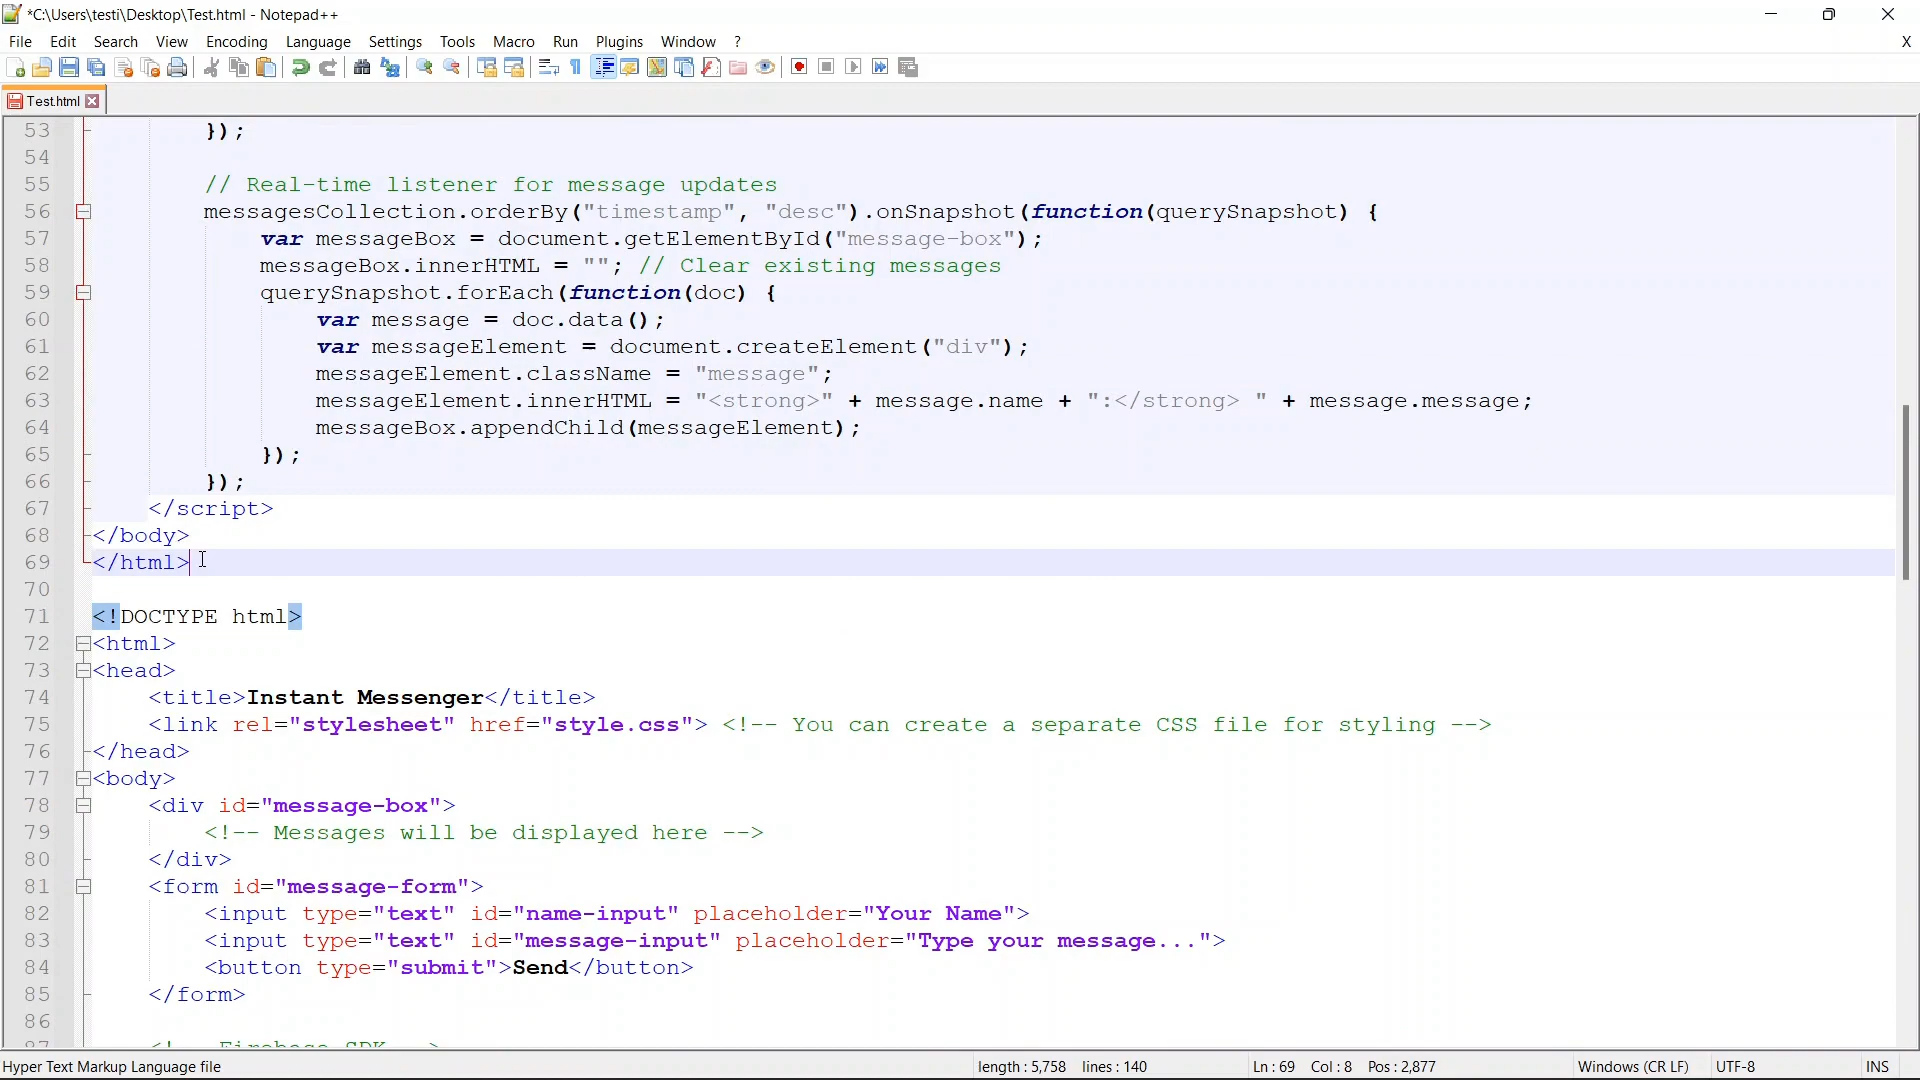 *C:\Users\testi\Desktop\Test.html - Notepad++
File Edit Search View Encoding Language Settings Tools Macro Run Plugins Window ? X
Test.html
53 });
54
55 // Real-time listener for message updates
56 messagesCollection.orderBy("timestamp", "desc").onSnapshot(function(querySnapshot) {
57 var messageBox = document.getElementById("message-box");
58 messageBox.innerHTML = ""; // Clear existing messages
59 querySnapshot.forEach(function(doc) {
60 var message = doc.data();
61 var messageElement = document.createElement("div");
62 messageElement.className = "message";
63 messageElement.innerHTML = "<strong>" + message.name + ":</strong> " + message.message;
64 messageBox.appendChild(messageElement);
65 });
66 });
67 </script>
68 </body>
69 </html>
70
71 <!DOCTYPE html>
72 <html>
73 <head>
74 <title>Instant Messenger</title>
75 <link rel="stylesheet" href="style.css"> <!-- You can create a separate CSS file for styling -->
76 </head>
77 <body>
78 <div id="message-box">
79 <!-- Messages will be displayed here -->
80 </div>
81 <form id="message-form">
82 <input type="text" id="name-input" placeholder="Your Name">
83 <input type="text" id="message-input" placeholder="Type your message...">
84 <button type="submit">Send</button>
85 </form>
86
87 <!-- Firebase SDK -->
Hyper Text Markup Language file length : 5,758 lines : 140 Ln : 69 Col : 8 Pos : 2,877 Windows (CR LF) UTF-8 INS